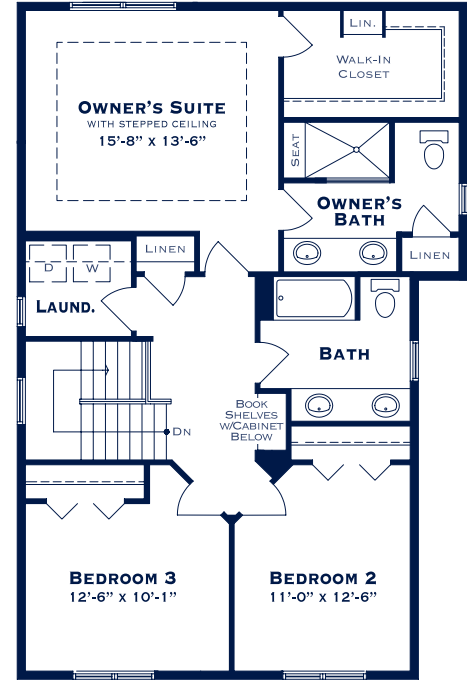 LIN.
WALK-IN
CLOSET
OWNER'S SUITE
WITH STEPPED CEILING
15'-8" X 13'-6"
SEAT
OWNER'S
BATH
LINEN
LINEN
D
W
LAUND.
BATH
BOOK
SHELVES
W/CABINET
BELOW
DN
BEDROOM 3
12'-6" X 10'-1"
BEDROOM 2
11'-0" X 12'-6"